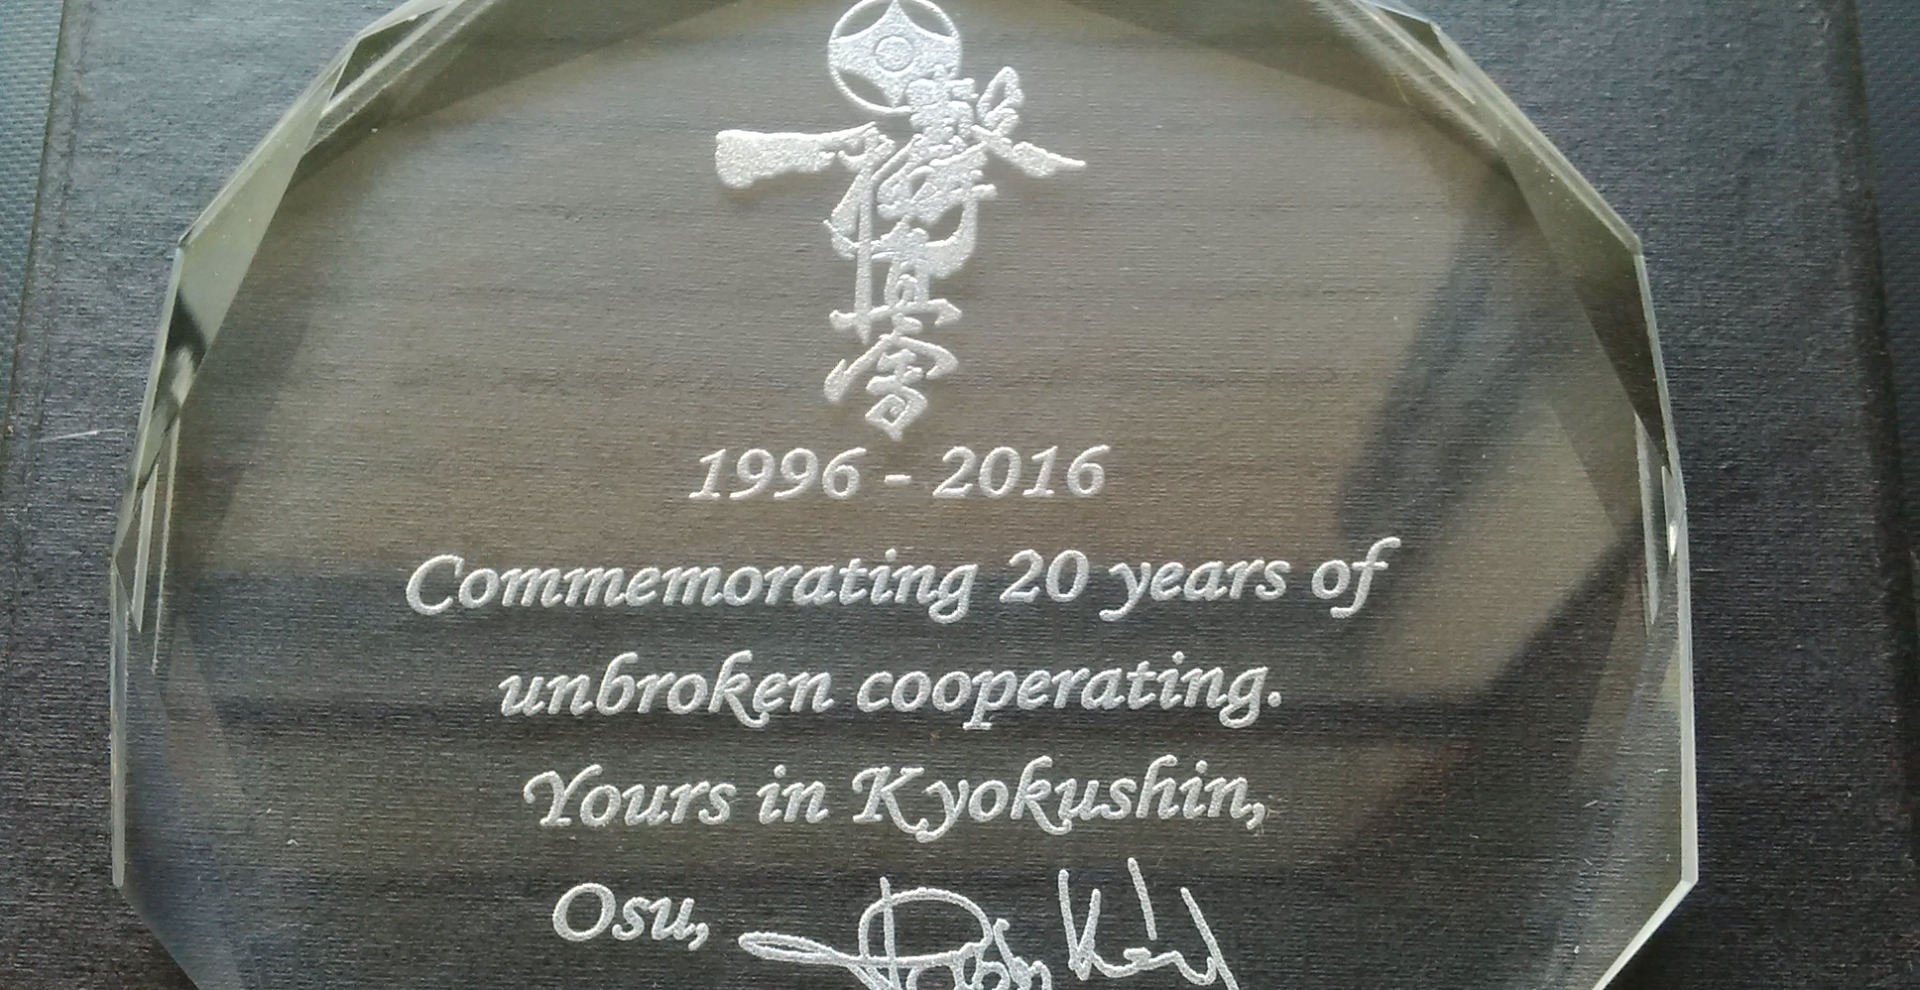 1996 - 2016
Commemorating 20 years of
unbroken cooperating.
Yours in Kyokushin,
Osu,